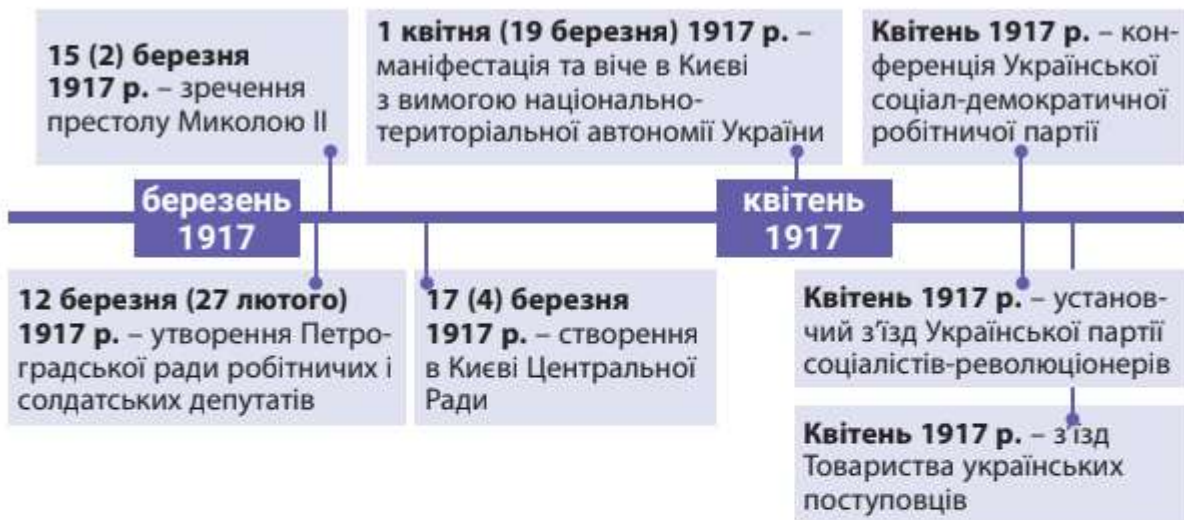 15 (2) березня
1917 р. – зречення
престолу Миколою II
1 квітня (19 березня) 1917 р. –
маніфестація та віче в Києві
з вимогою національно-
територіальної автономії України
Квітень 1917 р. – кон-
ференція Української
соціал-демократичної
робітничої партії
березень
1917
квітень
1917
12 березня (27 лютого)
1917 р. – утворення Петро-
градської ради робітничих і
солдатських депутатів
17 (4) березня
1917 р. – створення
в Києві Центральної
Ради
Квітень 1917 р. – установ-
чий з'їзд Української партії
соціалістів-революціонерів
Квітень 1917 р. – з'їзд
Товариства українських
поступовців